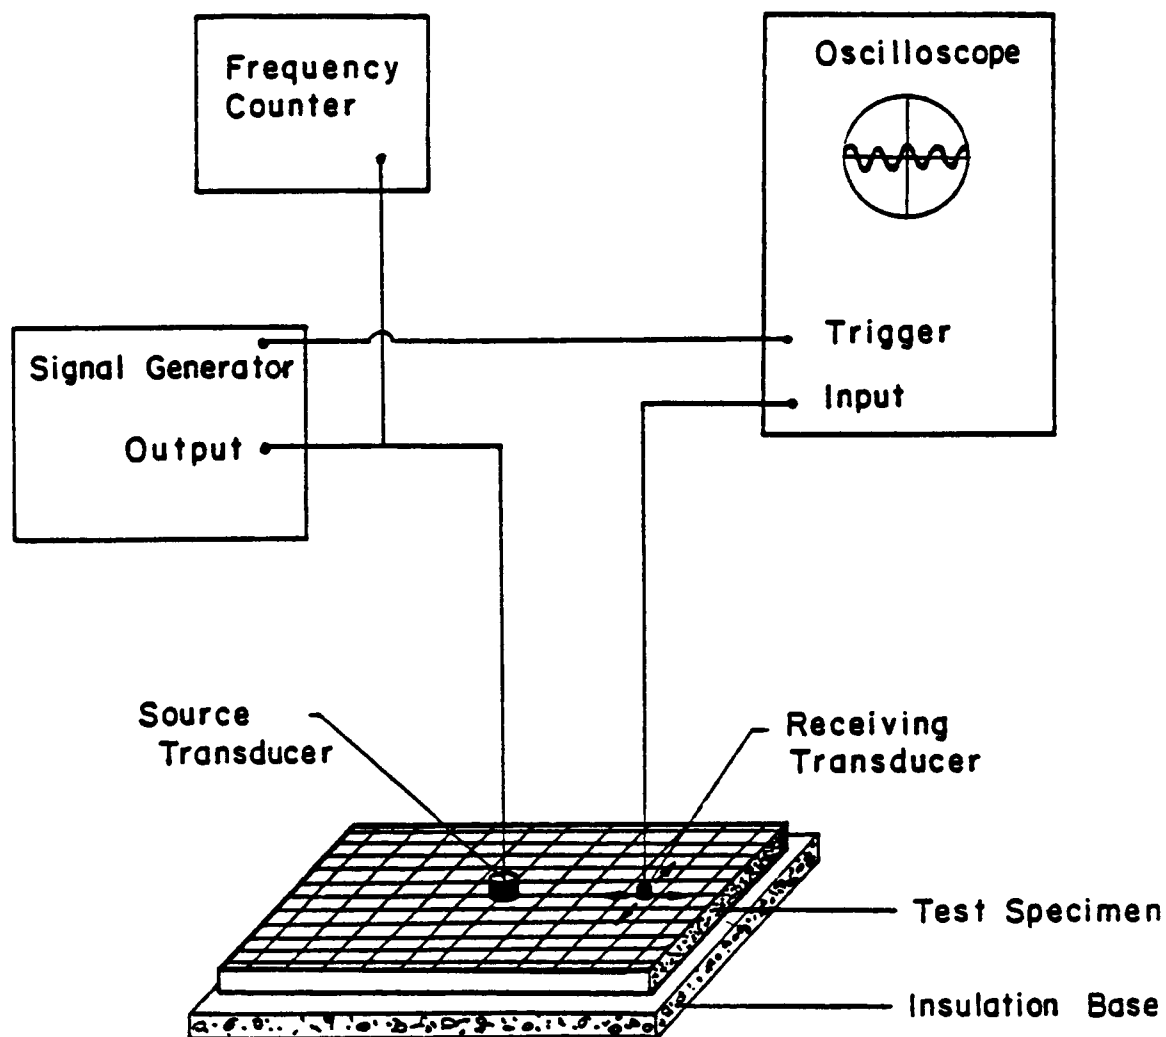 Frequency
Counter
Oscilloscope
Trigger
Input
Signal Generator
Output
Source
Transducer
Receiving
Transducer
Test Specimen
Insulation Base